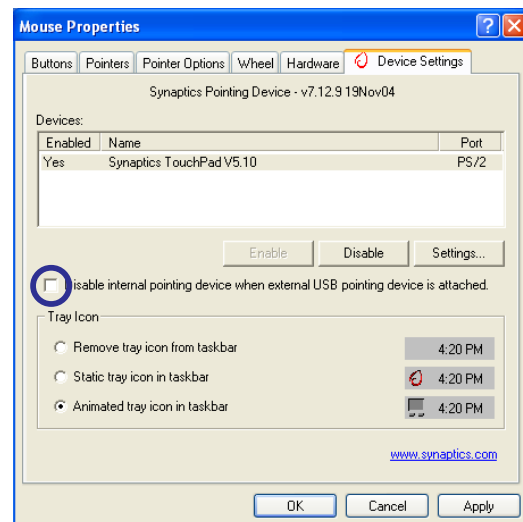 Mouse Properties
Buttons Pointers Pointer Options Wheel Hardware Device Settings
Synaptics Pointing Device - v7.12.9 19Nov04
Devices:
Enabled Name Port
Yes Synaptics TouchPad V5.10 PS/2
Enable Disable Settings...
Disable internal pointing device when external USB pointing device is attached.
Tray Icon
Remove tray icon from taskbar 4:20 PM
Static tray icon in taskbar 4:20 PM
Animated tray icon in taskbar 4:20 PM
www.synaptics.com
OK Cancel Apply